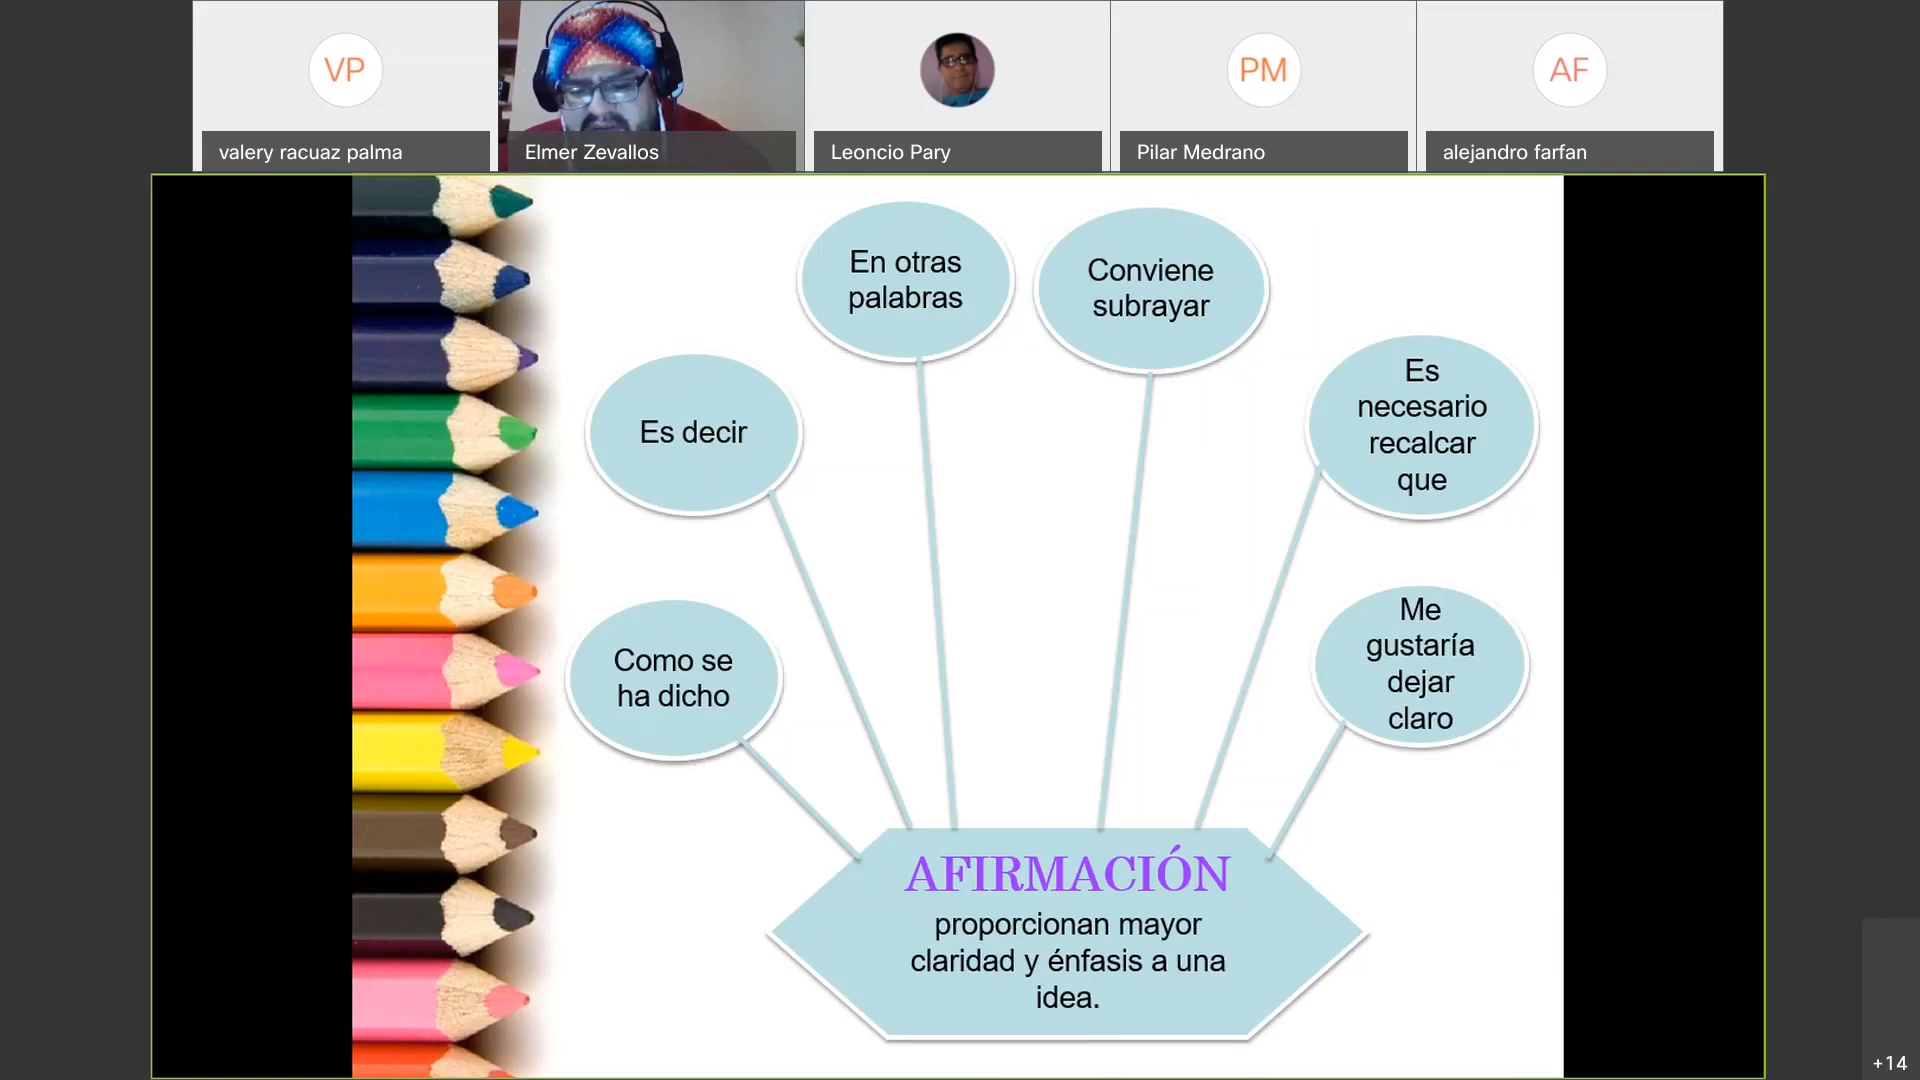 VP
PM
AF
valery racuaz palma
Elmer Zevallos
Leoncio Pary
Pilar Medrano
alejandro farfan
En otras
palabras
Conviene
subrayar
Es
necesario
recalcar
que
Es decir
Como se
ha dicho
Me
gustaría
dejar
claro
AFIRMACIÓN
proporcionan mayor
claridad y énfasis a una
idea.
+14